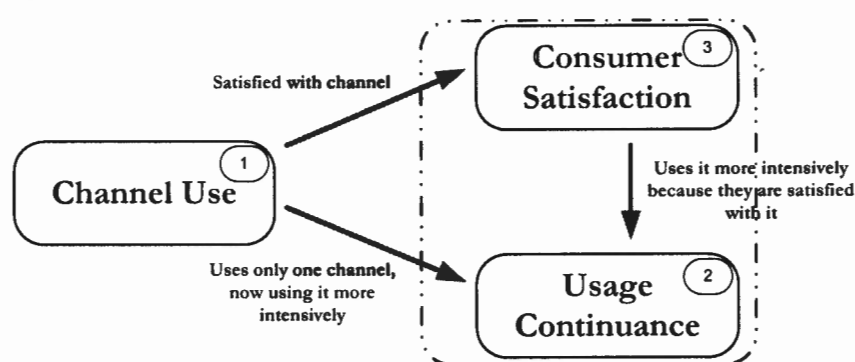 3
Consumer
Satisfaction
Satisfied with channel
1
Channel Use
Uses it more intensively
because they are satisfied
with it
Uses only one channel,
now using it more
intensively
2
Usage
Continuance